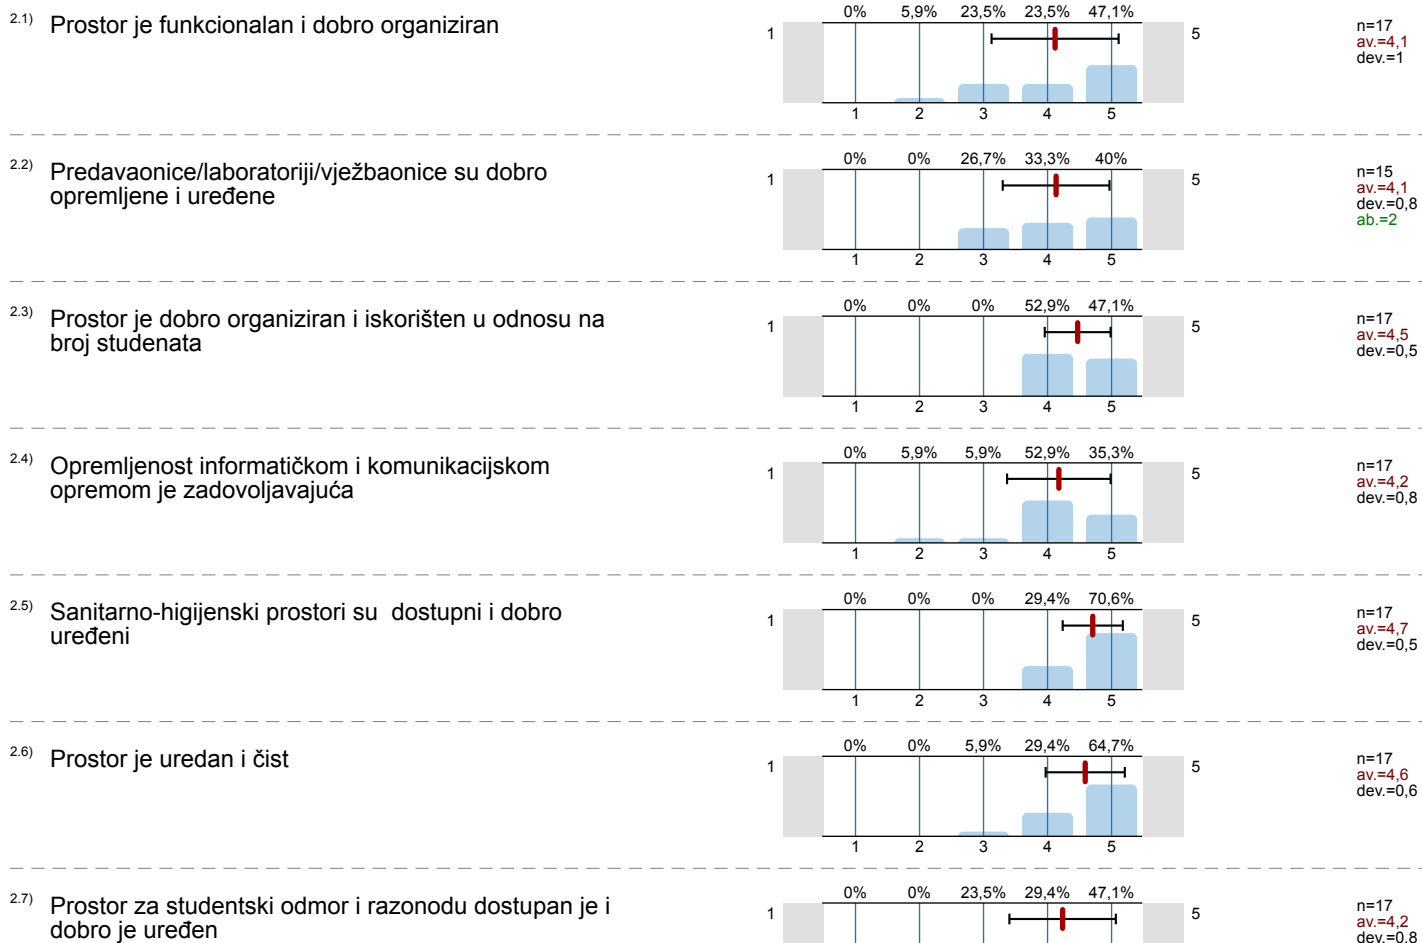 2.1) Prostor je funkcionalan i dobro organiziran
0% 5,9% 23,5% 23,5% 47,1%
1 5
1 2 3 4 5
n=17
av.=4,1
dev.=1
2.2) Predavaonice/laboratoriji/vježbaonice su dobro
opremljene i uređene
0% 0% 26,7% 33,3% 40%
1 5
1 2 3 4 5
n=15
av.=4,1
dev.=0,8
ab.=2
2.3) Prostor je dobro organiziran i iskorišten u odnosu na
broj studenata
0% 0% 0% 52,9% 47,1%
1 5
1 2 3 4 5
n=17
av.=4,5
dev.=0,5
2.4) Opremljenost informatičkom i komunikacijskom
opremom je zadovoljavajuća
0% 5,9% 5,9% 52,9% 35,3%
1 5
1 2 3 4 5
n=17
av.=4,2
dev.=0,8
2.5) Sanitarno-higijenski prostori su dostupni i dobro
uređeni
0% 0% 0% 29,4% 70,6%
1 5
1 2 3 4 5
n=17
av.=4,7
dev.=0,5
2.6) Prostor je uredan i čist
0% 0% 5,9% 29,4% 64,7%
1 5
1 2 3 4 5
n=17
av.=4,6
dev.=0,6
2.7) Prostor za studentski odmor i razonodu dostupan je i
dobro je uređen
0% 0% 23,5% 29,4% 47,1%
1 5
n=17
av.=4,2
dev.=0,8